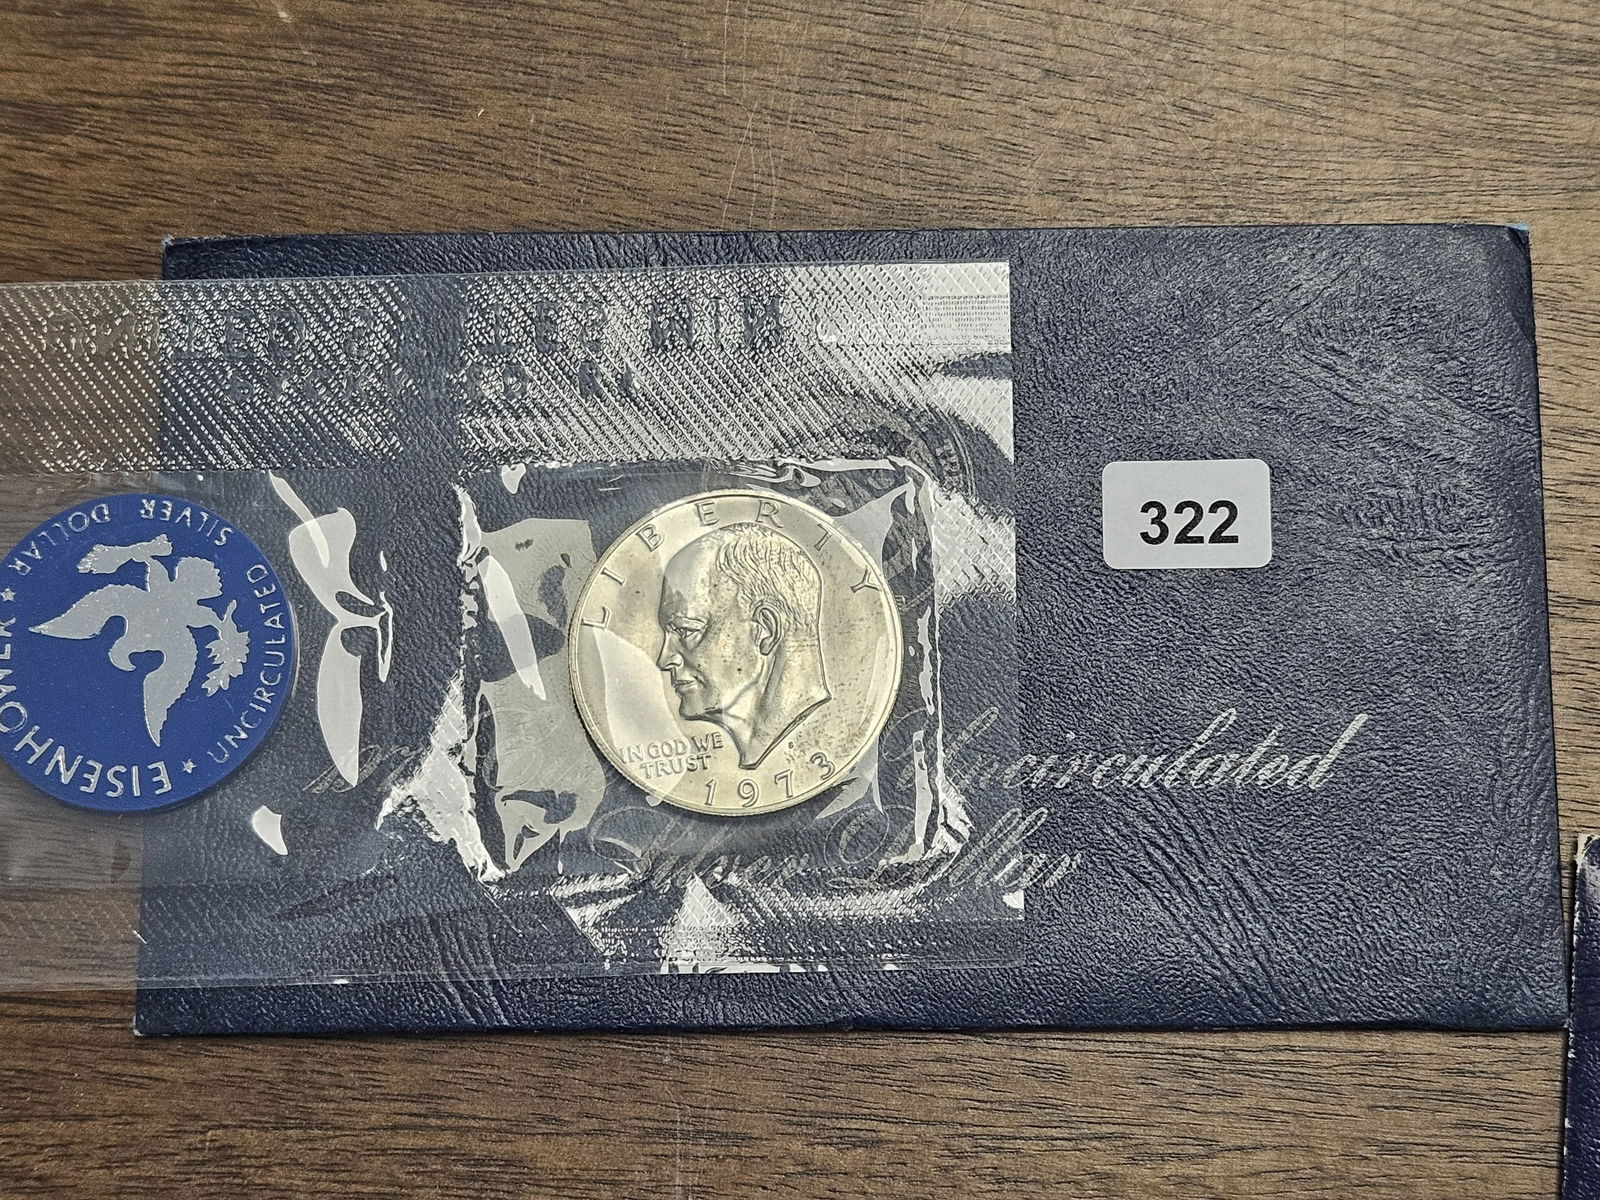 EISENHOWER ★
UNCIRCULATED
SILVER DOLLAR ★
LIBERTY
IN GOD WE
TRUST
S
1973
322
Uncirculated
Silver Dollar